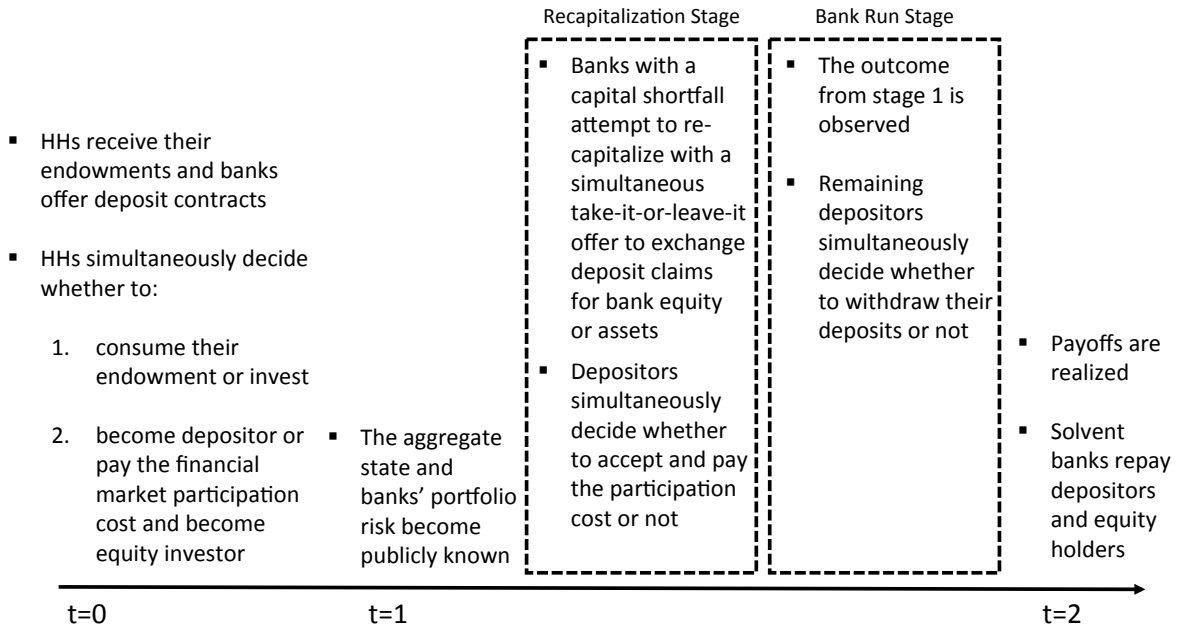 Recapitalization Stage
Bank Run Stage
▪ HHs receive their
endowments and banks
offer deposit contracts
▪ HHs simultaneously decide
whether to:
1. consume their
endowment or invest
2. become depositor or
pay the financial
market participation
cost and become
equity investor
▪ The aggregate
state and
banks' portfolio
risk become
publicly known
▪ Banks with a
capital shortfall
attempt to re-
capitalize with a
simultaneous
take-it-or-leave-it
offer to exchange
deposit claims
for bank equity
or assets
▪ Depositors
simultaneously
decide whether
to accept and pay
the participation
cost or not
▪ The outcome
from stage 1 is
observed
▪ Remaining
depositors
simultaneously
decide whether
to withdraw their
deposits or not
▪ Payoffs are
realized
▪ Solvent
banks repay
depositors
and equity
holders
t=0
t=1
t=2